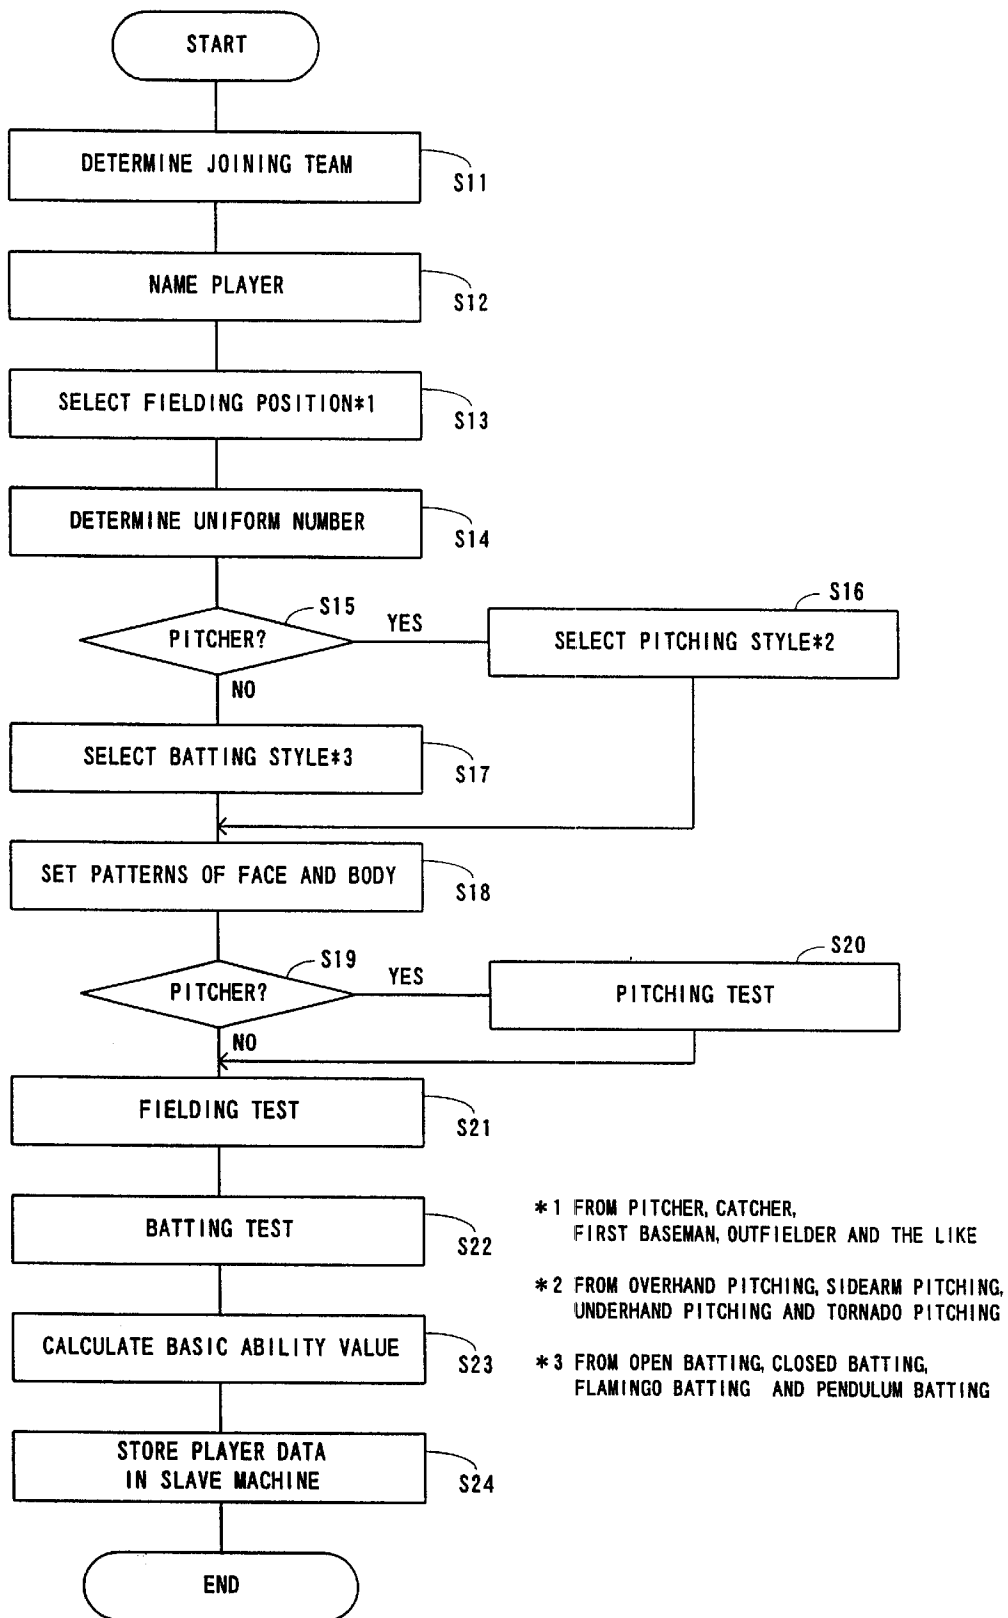 START
DETERMINE JOINING TEAM
S11
NAME PLAYER
S12
SELECT FIELDING POSITION*1
S13
DETERMINE UNIFORM NUMBER
S14
S15
PITCHER?
YES
S16
SELECT PITCHING STYLE*2
NO
SELECT BATTING STYLE*3
S17
SET PATTERNS OF FACE AND BODY
S18
S19
PITCHER?
YES
S20
PITCHING TEST
NO
FIELDING TEST
S21
BATTING TEST
S22
CALCULATE BASIC ABILITY VALUE
S23
STORE PLAYER DATA
IN SLAVE MACHINE
S24
END
*1 FROM PITCHER, CATCHER,
FIRST BASEMAN, OUTFIELDER AND THE LIKE
*2 FROM OVERHAND PITCHING, SIDEARM PITCHING,
UNDERHAND PITCHING AND TORNADO PITCHING
*3 FROM OPEN BATTING, CLOSED BATTING,
FLAMINGO BATTING AND PENDULUM BATTING